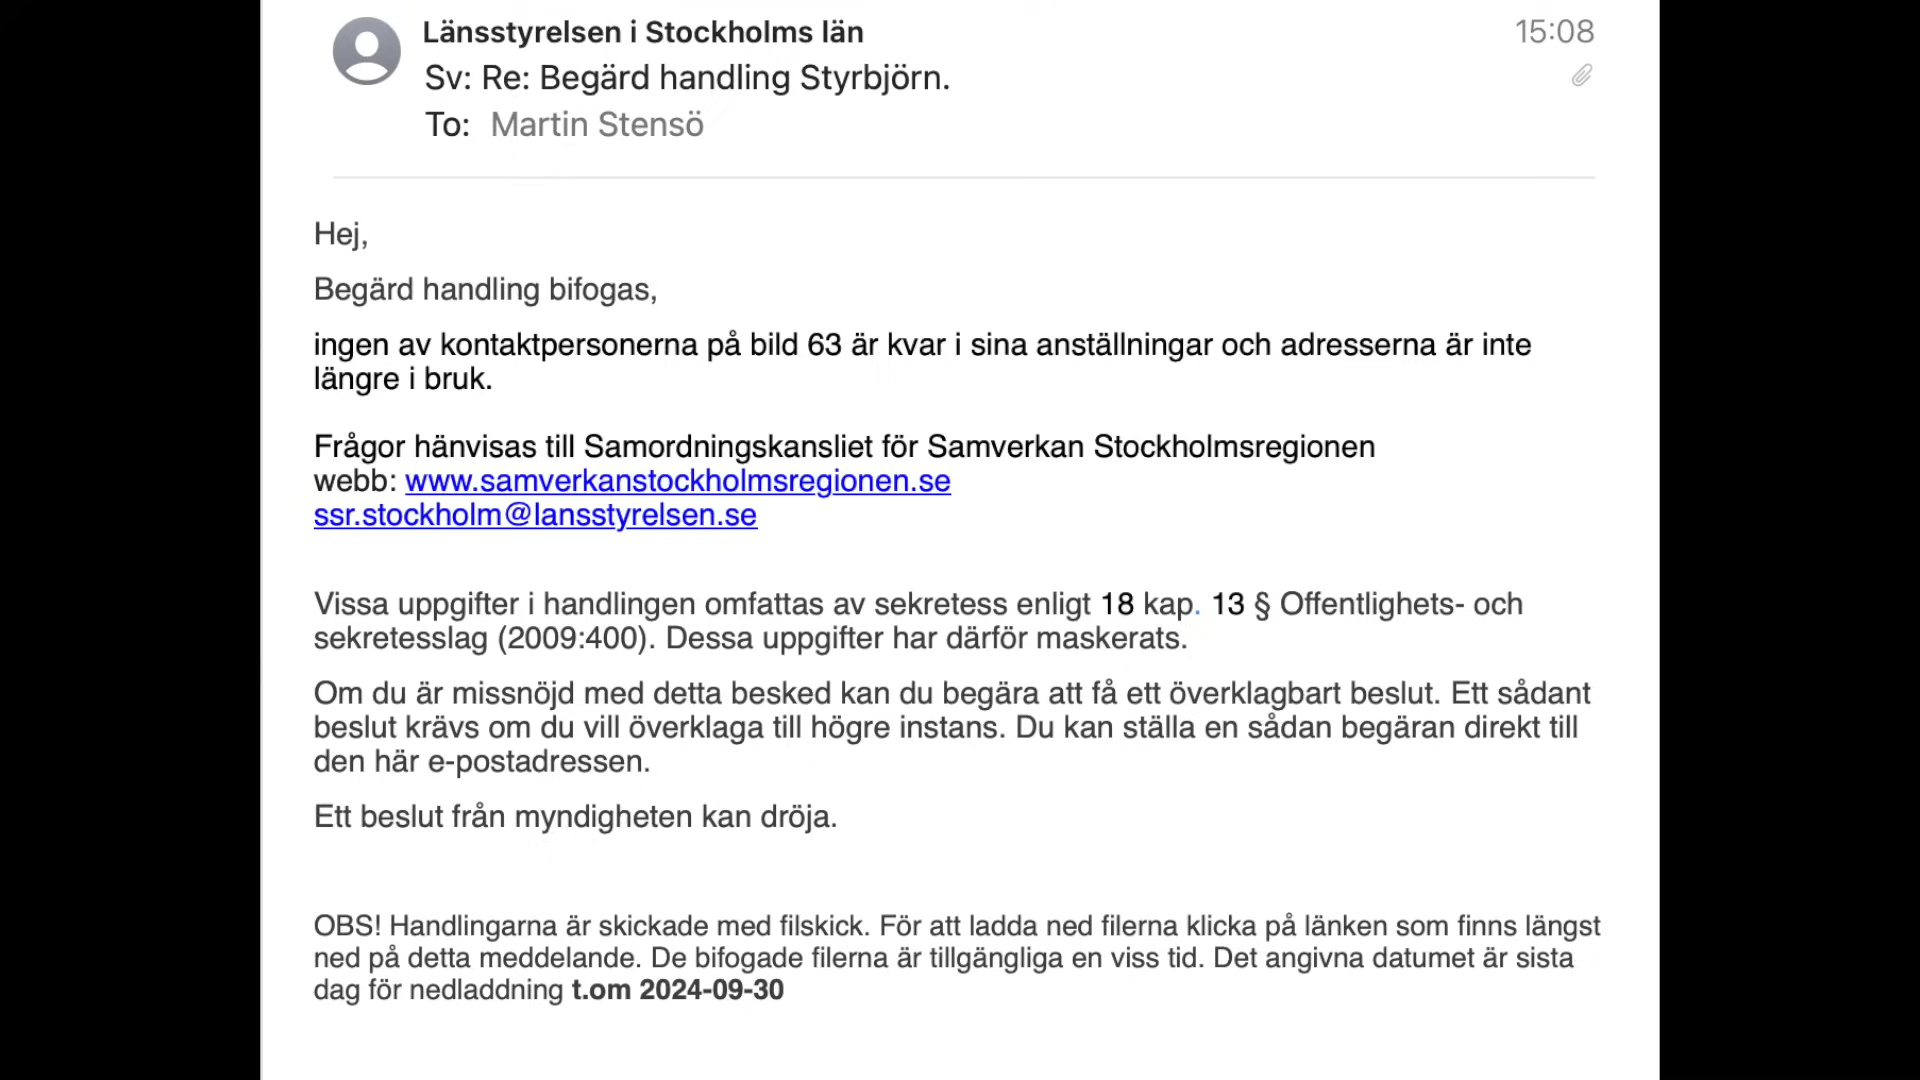 Länsstyrelsen i Stockholms län
15:08
Sv: Re: Begärd handling Styrbjörn.
To: Martin Stensö
Hej,
Begärd handling bifogas,
ingen av kontaktpersonerna på bild 63 är kvar i sina anställningar och adresserna är inte
längre i bruk.
Frågor hänvisas till Samordningskansliet för Samverkan Stockholmsregionen
webb: www.samverkanstockholmsregionen.se
ssr.stockholm@lansstyrelsen.se
Vissa uppgifter i handlingen omfattas av sekretess enligt 18 kap. 13 § Offentlighets- och
sekretesslag (2009:400). Dessa uppgifter har därför maskerats.
Om du är missnöjd med detta besked kan du begära att få ett överklagbart beslut. Ett sådant
beslut krävs om du vill överklaga till högre instans. Du kan ställa en sådan begäran direkt till
den här e-postadressen.
Ett beslut från myndigheten kan dröja.
OBS! Handlingarna är skickade med filskick. För att ladda ned filerna klicka på länken som finns längst
ned på detta meddelande. De bifogade filerna är tillgängliga en viss tid. Det angivna datumet är sista
dag för nedladdning t.om 2024-09-30